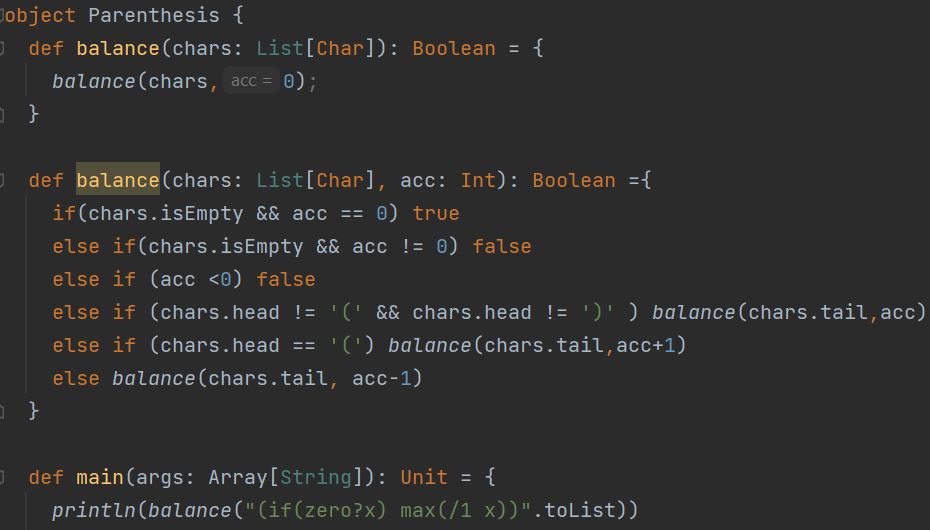 object Parenthesis {
def balance(chars: List[Char]): Boolean = {
balance(chars, acc = 0);
}
def balance(chars: List[Char], acc: Int): Boolean ={
if(chars.isEmpty && acc == 0) true
else if(chars.isEmpty && acc != 0) false
else if (acc <0) false
else if (chars.head != '(' && chars.head != ')' ) balance(chars.tail,acc)
else if (chars.head == '(') balance(chars.tail,acc+1)
else balance(chars.tail, acc-1)
}
def main(args: Array[String]): Unit = {
println(balance("(if(zero?x) max(/1 x))".toList))